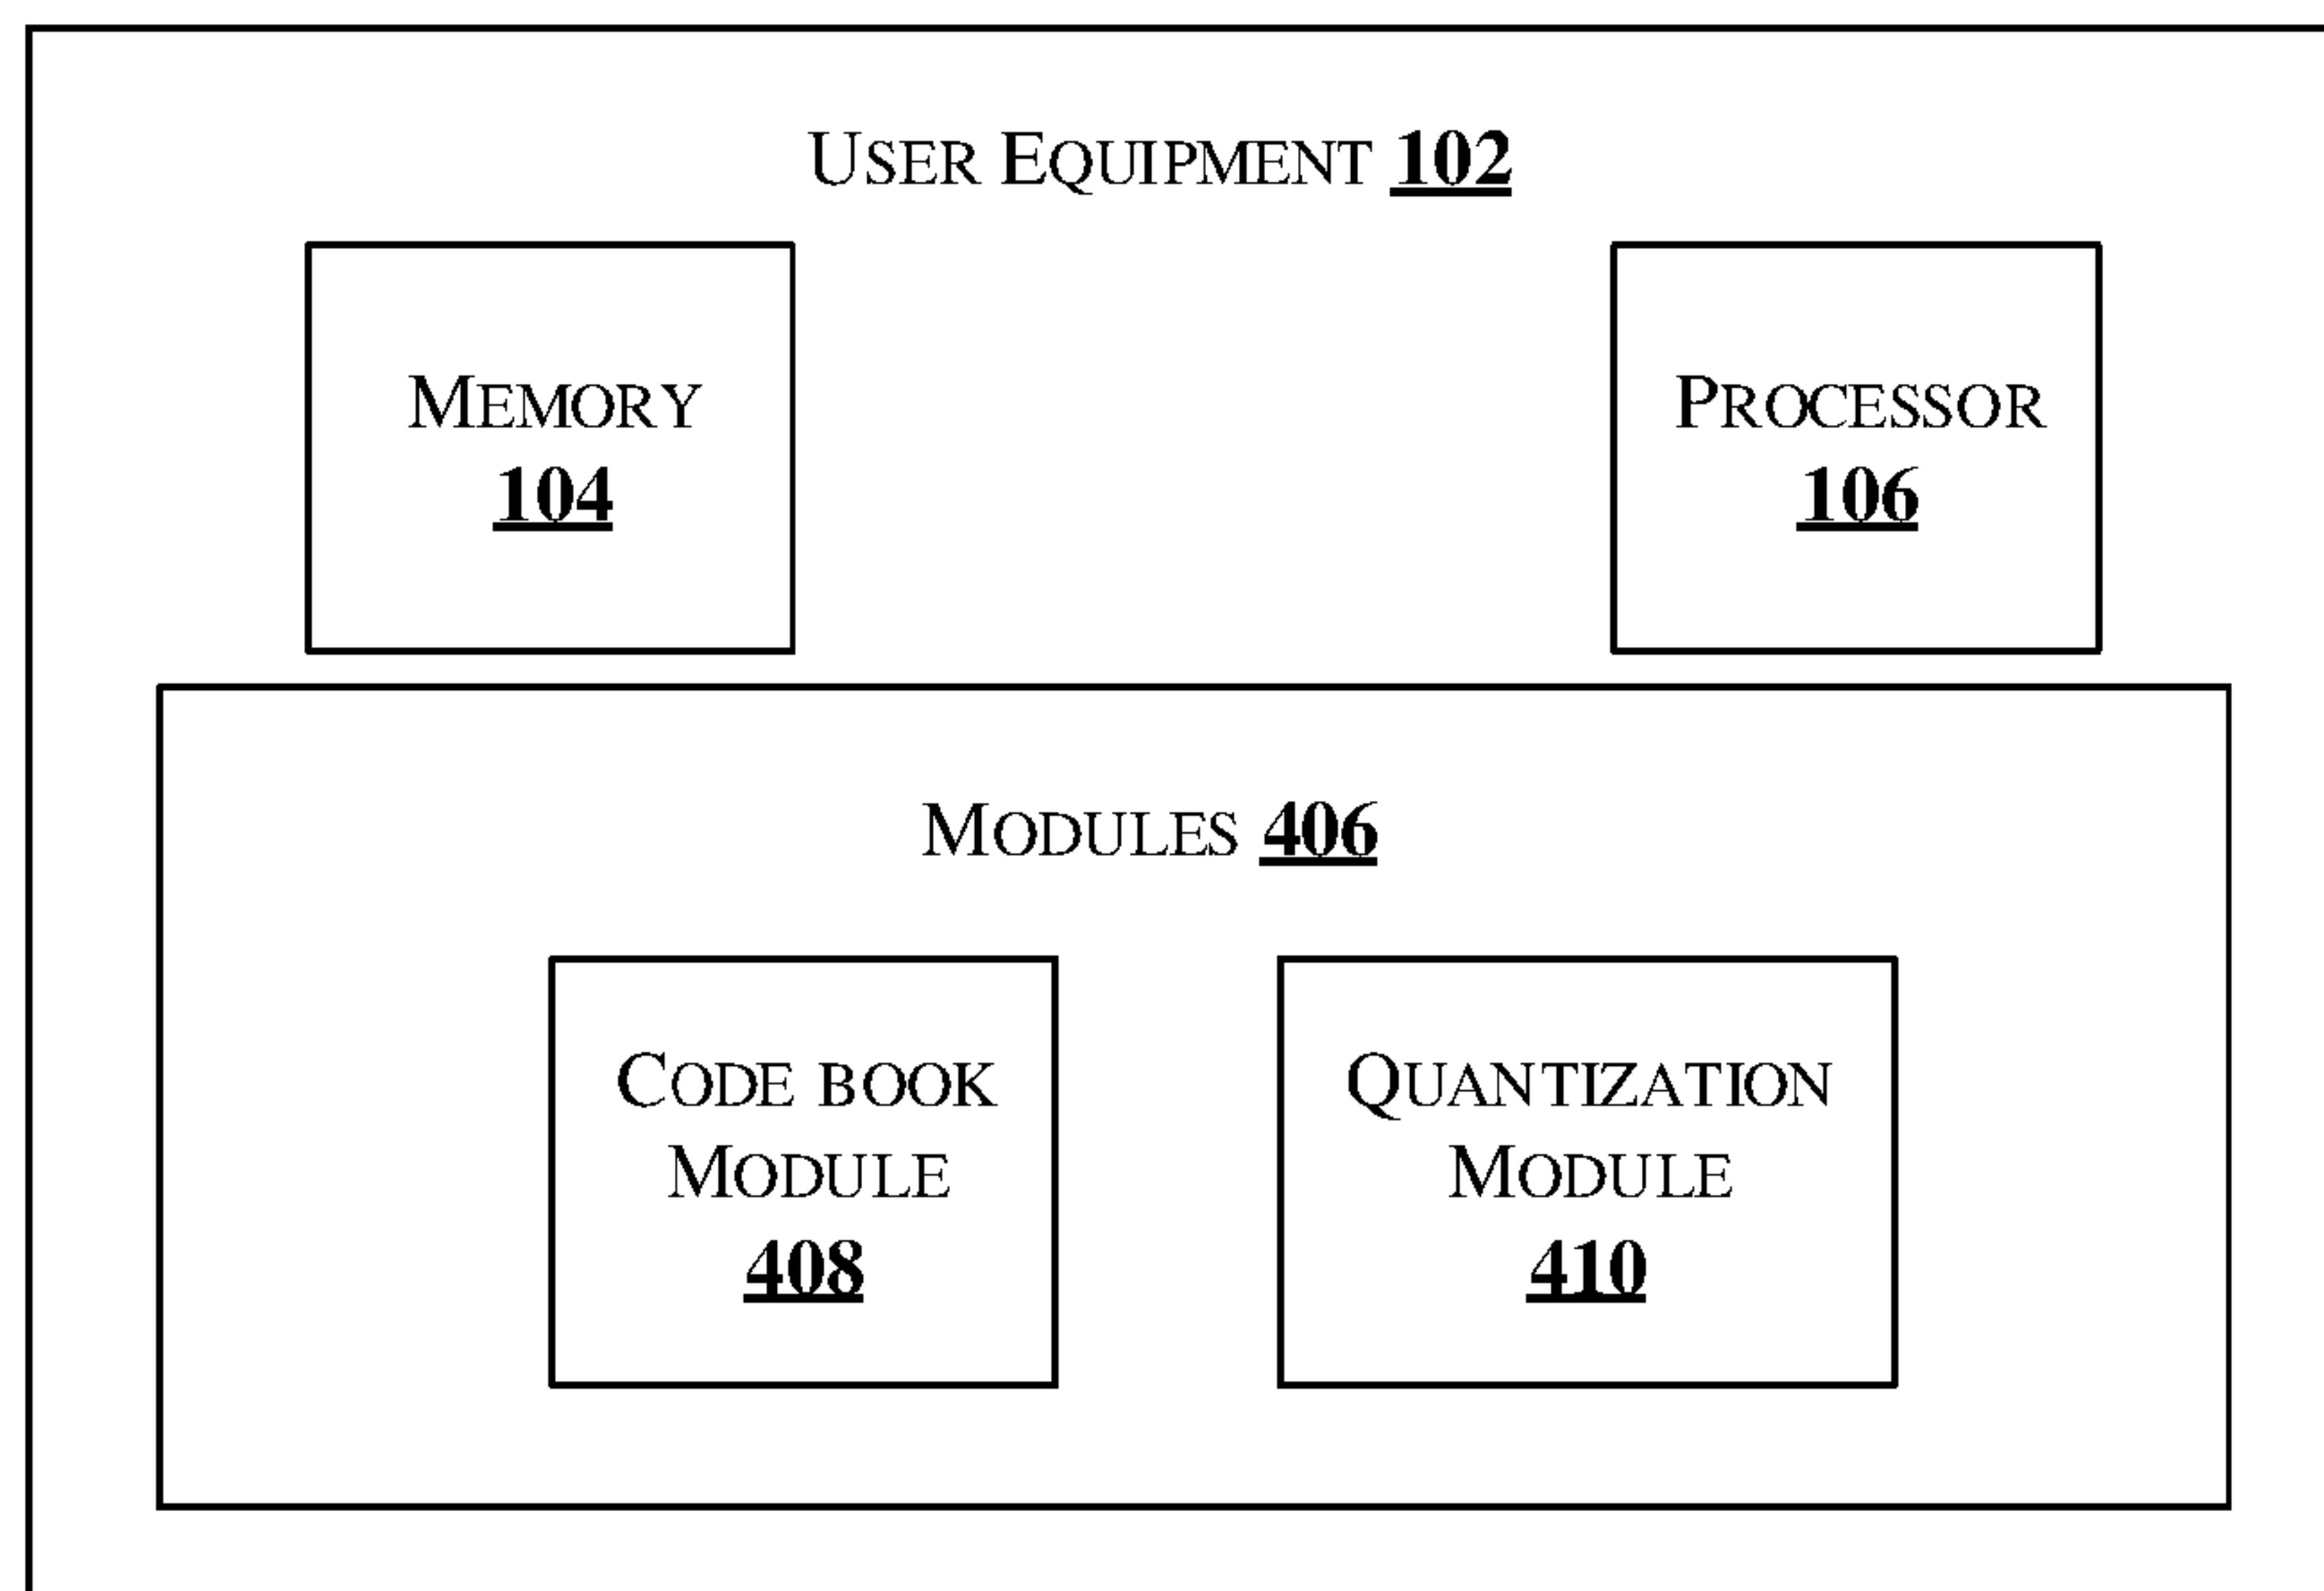 USER EQUIPMENT 102
MEMORY
104
PROCESSOR
106
MODULES 406
CODE BOOK
MODULE
408
QUANTIZATION
MODULE
410